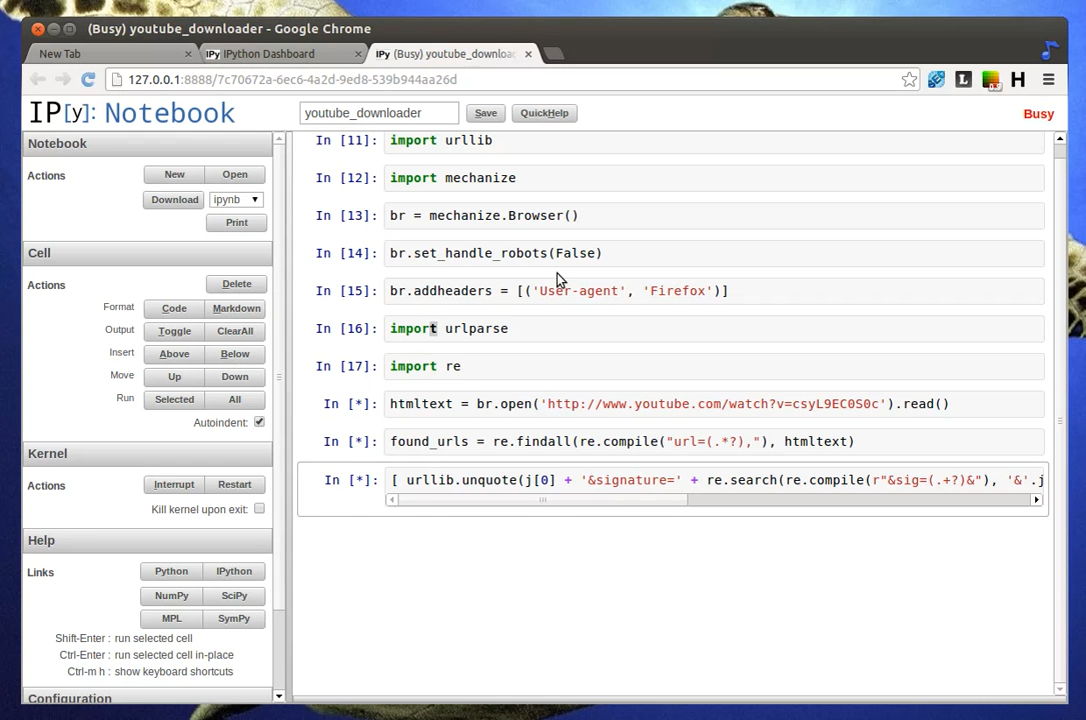 (Busy) youtube_downloader - Google Chrome
New Tab
IPy IPython Dashboard
IPy (Busy) youtube_downloa
127.0.0.1:8888/7c70672a-6ec6-4a2d-9ed8-539b944aa26d
L
H
IP[y]: Notebook
youtube_downloader
Save
QuickHelp
Busy
Notebook
Actions
New
Open
Download
ipynb
Print
Cell
Actions
Delete
Format
Code
Markdown
Output
Toggle
ClearAll
Insert
Above
Below
Move
Up
Down
Run
Selected
All
Autoindent:
Kernel
Actions
Interrupt
Restart
Kill kernel upon exit:
Help
Links
Python
IPython
NumPy
SciPy
MPL
SymPy
Shift-Enter : run selected cell
Ctrl-Enter : run selected cell in-place
Ctrl-m h : show keyboard shortcuts
Configuration
In [11]: import urllib
In [12]: import mechanize
In [13]: br = mechanize.Browser()
In [14]: br.set_handle_robots(False)
In [15]: br.addheaders = [('User-agent', 'Firefox')]
In [16]: import urlparse
In [17]: import re
In [*]: htmltext = br.open('http://www.youtube.com/watch?v=csyL9EC0S0c').read()
In [*]: found_urls = re.findall(re.compile("url=(.*?),"), htmltext)
In [*]: [ urllib.unquote(j[0] + '&signature=' + re.search(re.compile(r"&sig=(.+?)&"), '&'.j